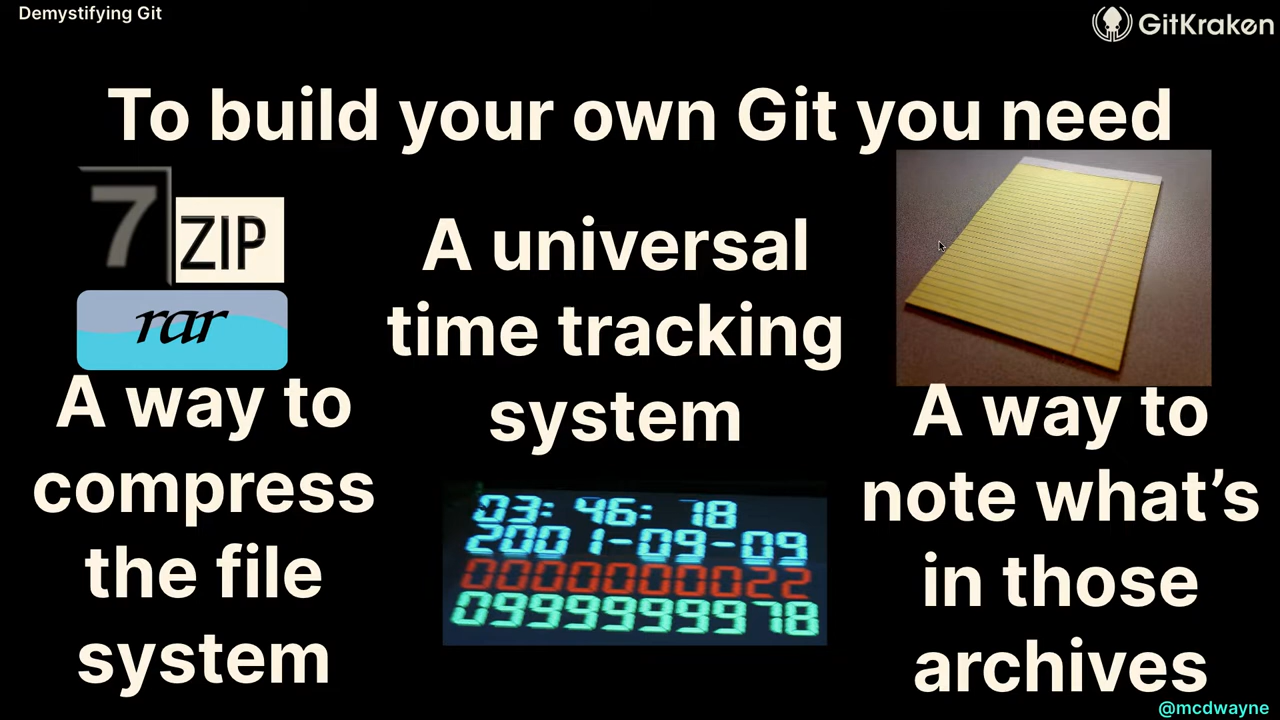 Demystifying Git
GitKraken
To build your own Git you need
7 ZIP
rar
A way to
compress
the file
system
A universal
time tracking
system
03: 46: 18
2001-09-09
0000000022
0999999978
A way to
note what’s
in those
archives
@mcdwayne